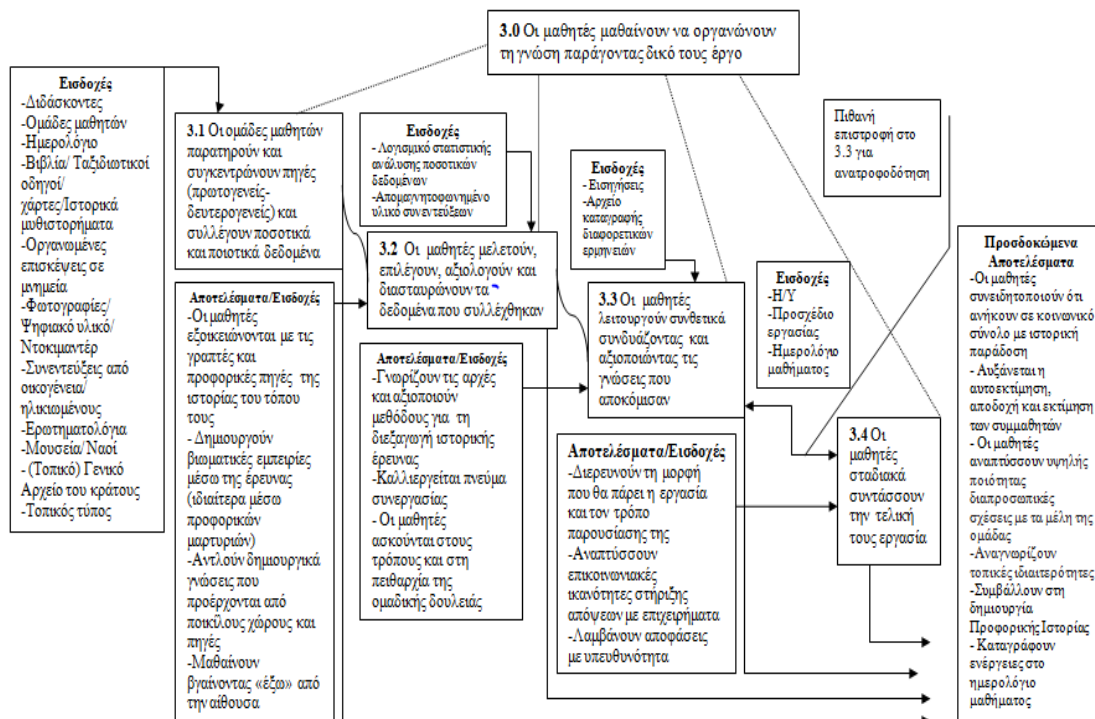 3.0 Οι μαθητές μαθαίνουν να οργανώνουν
τη γνώση παράγοντας δικό τους έργο
Εισδοχές
-Διδάσκοντες
-Ομάδες μαθητών
-Ημερολόγιο
-Βιβλία/ Ταξιδιωτικοί
οδηγοί/
χάρτες/Ιστορικά
μυθιστορήματα
-Οργανωμένες
επισκέψεις σε
μνημεία
-Φωτογραφίες/
Ψηφιακό υλικό/
Ντοκιμαντέρ
-Συνεντεύξεις από
οικογένεια/
ηλικιωμένους
-Ερωτηματολόγια
-Μουσεία/ Ναοί
- (Τοπικό) Γενικό
Αρχείο του κράτους
-Τοπικός τύπος
3.1 Οι ομάδες μαθητών
παρατηρούν και
συγκεντρώνουν πηγές
(πρωτογενείς-
δευτερογενείς) και
συλλέγουν ποσοτικά
και ποιοτικά δεδομένα
Αποτελέσματα/Εισδοχές
-Οι μαθητές
εξοικειώνονται με τις
γραπτές και
προφορικές πηγές της
ιστορίας του τόπου
τους
- Δημιουργούν
βιωματικές εμπειρίες
μέσω της έρευνας
(ιδιαίτερα μέσω
προφορικών
μαρτυριών)
-Αντλούν δημιουργικά
γνώσεις που
προέρχονται από
ποικίλους χώρους και
πηγές
-Μαθαίνουν
βγαίνοντας «έξω» από
την αίθουσα
Εισδοχές
- Λογισμικό στατιστικής
ανάλυσης ποσοτικών
δεδομένων
-Απομαγνητοφωνημένο
υλικό συνεντεύξεων
3.2 Οι μαθητές μελετούν,
επιλέγουν, αξιολογούν και
διασταυρώνουν τα
δεδομένα που συλλέχθηκαν
Αποτελέσματα/Εισδοχές
-Γνωρίζουν τις αρχές
και αξιοποιούν
μεθόδους για τη
διεξαγωγή ιστορικής
έρευνας
-Καλλιεργείται πνεύμα
συνεργασίας
- Οι μαθητές
ασκούνται στους
τρόπους και στη
πειθαρχία της
ομαδικής δουλειάς
Εισδοχές
- Εισηγήσεις
-Αρχείο
καταγραφής
διαφορετικών
ερμηνειών
3.3 Οι μαθητές
λειτουργούν συνθετικά
συνδυάζοντας και
αξιοποιώντας τις
γνώσεις που
αποκόμισαν
Αποτελέσματα/Εισδοχές
-Διερευνούν τη μορφή
που θα πάρει η εργασία
και τον τρόπο
παρουσίασης της
-Αναπτύσσουν
επικοινωνιακές
ικανότητες στήριξης
απόψεων με επιχειρήματα
-Λαμβάνουν αποφάσεις
με υπευθυνότητα
Πιθανή
επιστροφή στο
3.3 για
ανατροφοδότηση
Εισδοχές
- Η/Υ
- Προσχέδιο
εργασίας
-Ημερολόγιο
μαθήματος
3.4 Οι
μαθητές
σταδιακά
συντάσσουν
την τελική
τους εργασία
Προσδοκώμενα
Αποτελέσματα
-Οι μαθητές
συνειδητοποιούν ότι
ανήκουν σε κοινωνικό
σύνολο με ιστορική
παράδοση
- Αυξάνεται η
αυτοεκτίμηση,
αποδοχή και εκτίμηση
των συμμαθητών
- Οι μαθητές
αναπτύσσουν υψηλής
ποιότητας
διαπροσωπικές
σχέσεις με τα μέλη της
ομάδας
-Αναγνωρίζουν
τοπικές ιδιαιτερότητες
-Συμβάλλουν στη
δημιουργία
Προφορικής Ιστορίας
- Καταγράφουν
ενέργειες στο
ημερολόγιο
μαθήματος